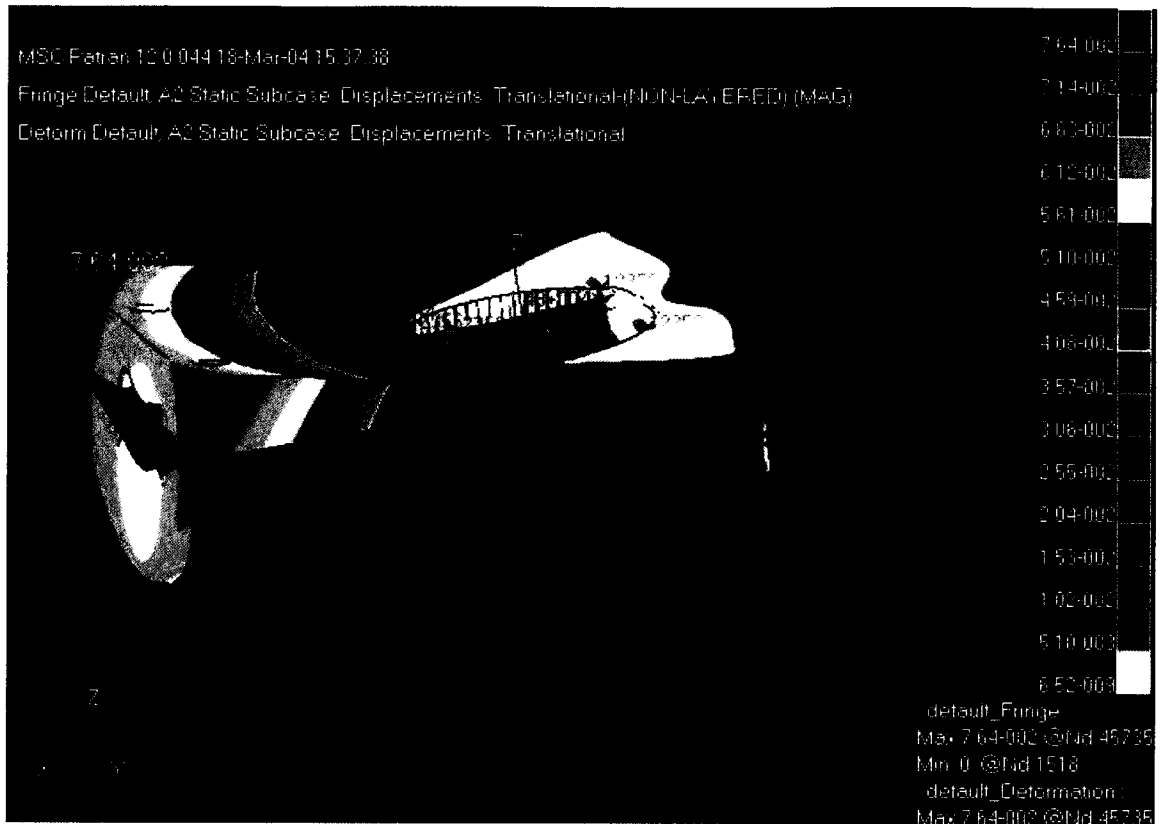 MSC.Patran 12.0.044 18-Mar-04 15:37:38
Fringe:Default, A2:Static Subcase: Displacements, Translational-(NON-LAYERED) (MAG)
Deform:Default, A2:Static Subcase: Displacements, Translational
7.64-002
7.14-002
6.63-002
6.12-002
5.61-002
5.10-002
4.59-002
4.08-002
3.57-002
3.06-002
2.55-002
2.04-002
1.53-002
1.02-002
5.10-003
6.52-009
7.64-002
Z
Y
default_Fringe :
Max 7.64-002 @Nd 45735
Min 0. @Nd 1518
default_Deformation :
Max 7.64-002 @Nd 45735